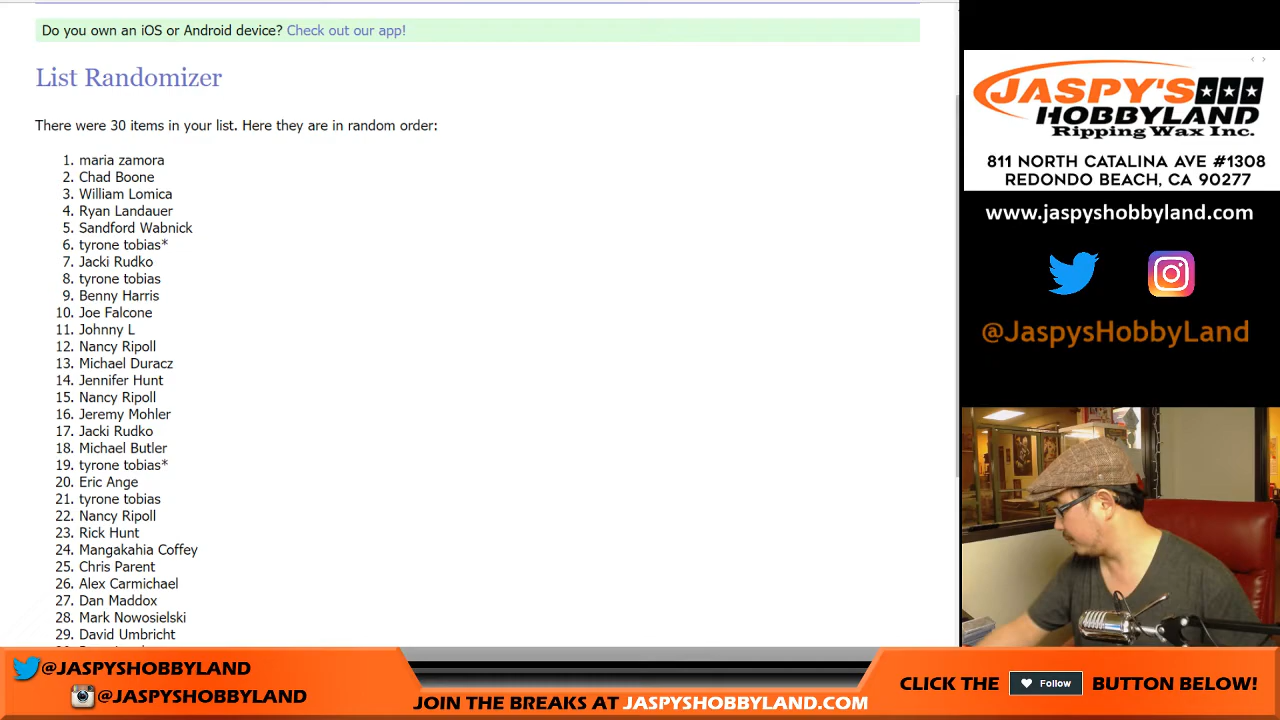 Do you own an iOS or Android device? Check out our app!
List Randomizer
There were 30 items in your list. Here they are in random order:
1. maria zamora
2. Chad Boone
3. William Lomica
4. Ryan Landauer
5. Sandford Wabnick
6. tyrone tobias*
7. Jacki Rudko
8. tyrone tobias
9. Benny Harris
10. Joe Falcone
11. Johnny L
12. Nancy Ripoll
13. Michael Duracz
14. Jennifer Hunt
15. Nancy Ripoll
16. Jeremy Mohler
17. Jacki Rudko
18. Michael Butler
19. tyrone tobias*
20. Eric Ange
21. tyrone tobias
22. Nancy Ripoll
23. Rick Hunt
24. Mangakahia Coffey
25. Chris Parent
26. Alex Carmichael
27. Dan Maddox
28. Mark Nowosielski
29. David Umbricht
JASPY'S
HOBBYLAND
Ripping Wax Inc.
811 NORTH CATALINA AVE #1308
REDONDO BEACH, CA 90277
www.jaspyshobbyland.com
@JaspysHobbyLand
@JASPYSHOBBYLAND
@JASPYSHOBBYLAND
JOIN THE BREAKS AT JASPYSHOBBYLAND.COM
CLICK THE Follow BUTTON BELOW!